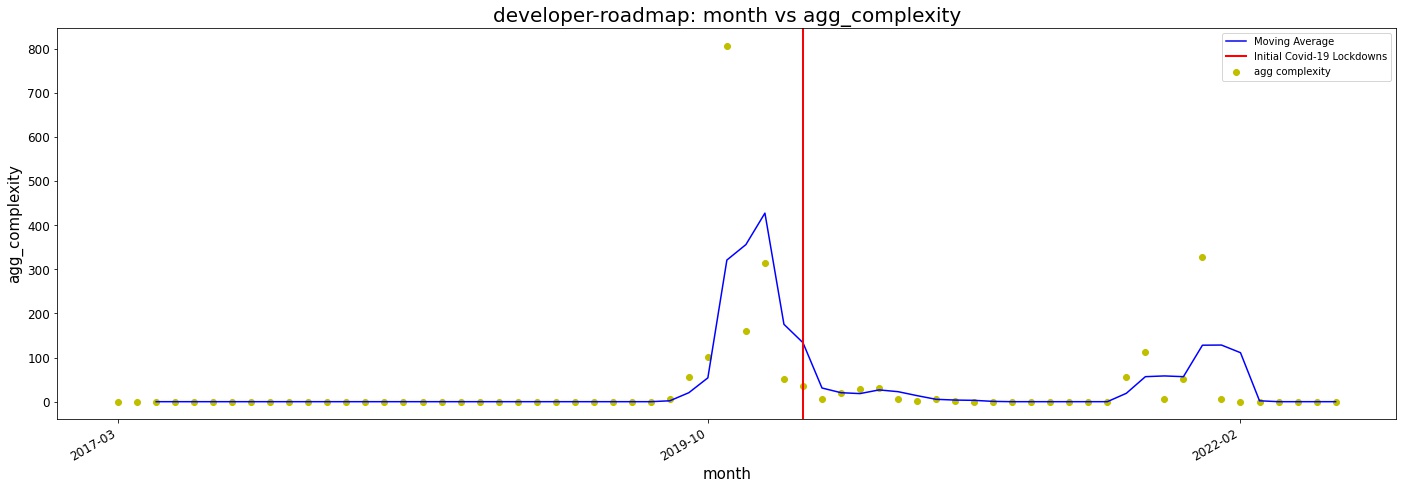 developer-roadmap: month vs agg_complexity
Moving Average
Initial Covid-19 Lockdowns
agg complexity
800
700
600
500
400
300
200
100
0
agg_complexity
2017-03
2019-10
2022-02
month